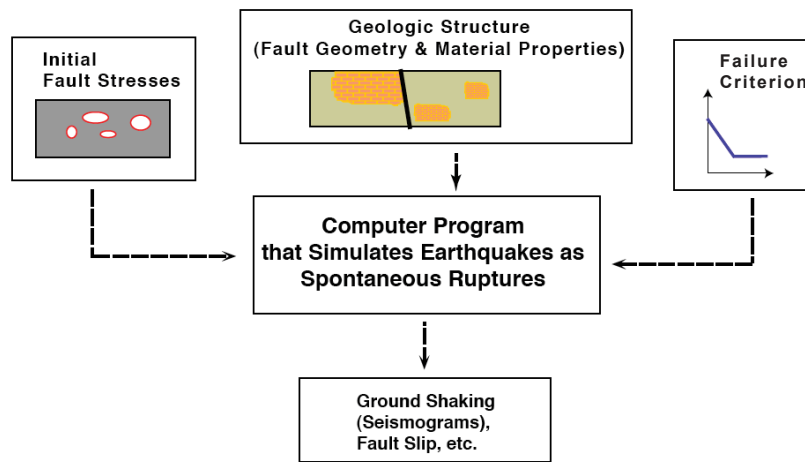 Initial
Fault Stresses
Geologic Structure
(Fault Geometry & Material Properties)
Failure
Criterion
Computer Program
that Simulates Earthquakes as
Spontaneous Ruptures
Ground Shaking
(Seismograms),
Fault Slip, etc.